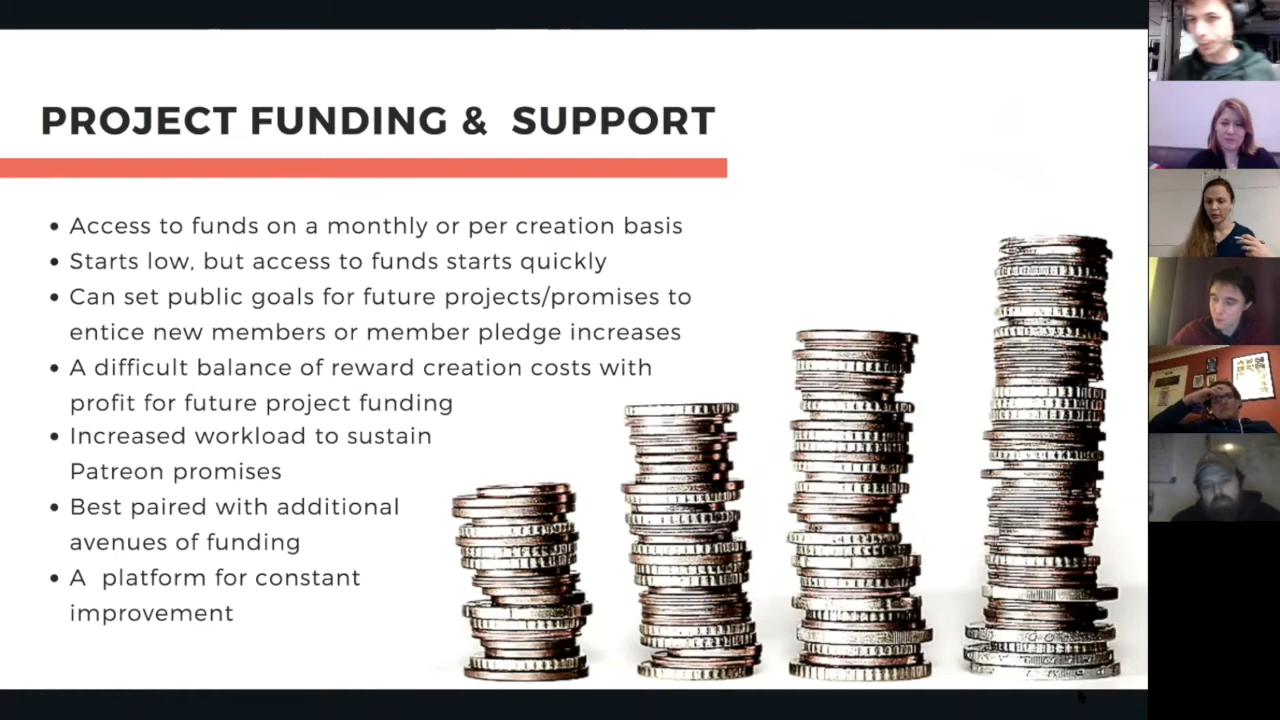 PROJECT FUNDING & SUPPORT
• Access to funds on a monthly or per creation basis
• Starts low, but access to funds starts quickly
• Can set public goals for future projects/promises to
entice new members or member pledge increases
• A difficult balance of reward creation costs with
profit for future project funding
• Increased workload to sustain
Patreon promises
• Best paired with additional
avenues of funding
• A platform for constant
improvement